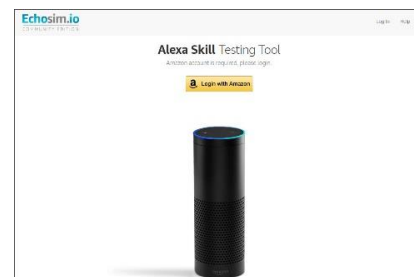 Echosim.io
COMMUNITY EDITION
Log In Help
Alexa Skill Testing Tool
Amazon account is required, please login
Login with Amazon